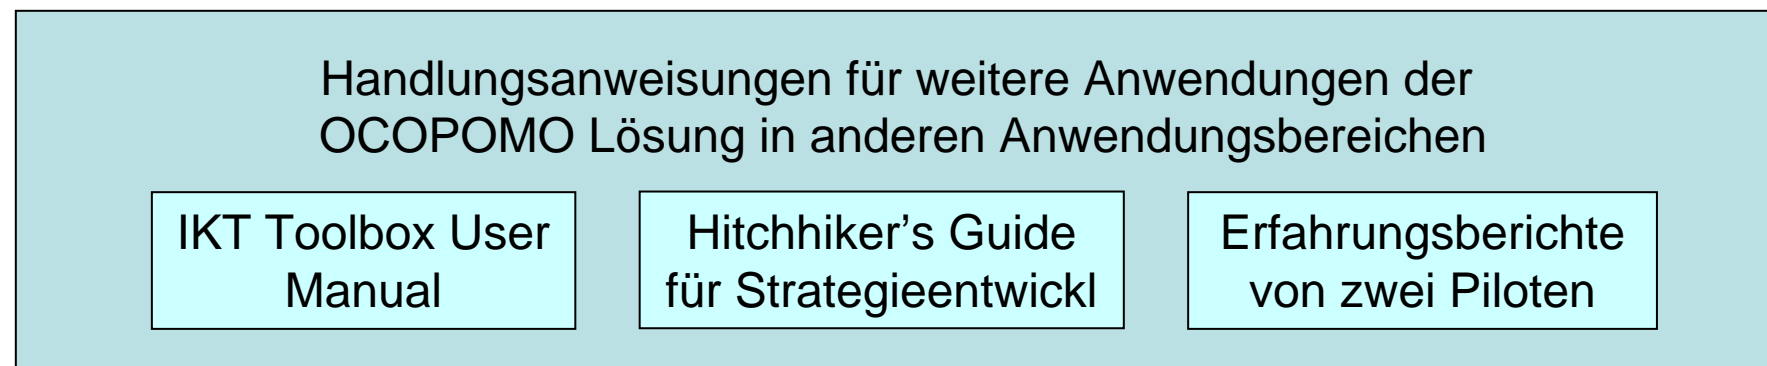 Handlungsanweisungen für weitere Anwendungen der
OCOPOMO Lösung in anderen Anwendungsbereichen
IKT Toolbox User
Manual
Hitchhiker’s Guide
für Strategieentwickl
Erfahrungsberichte
von zwei Piloten